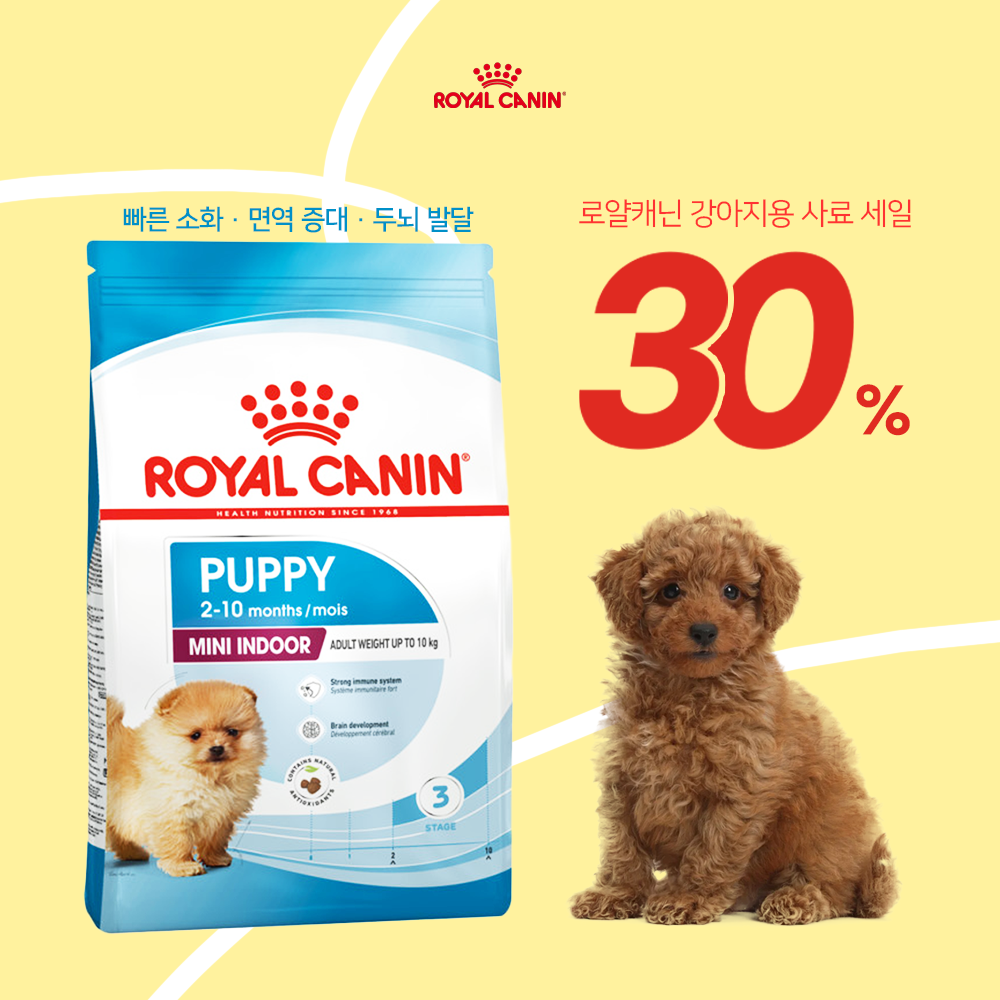 ROYAL CANIN
빠른 소화 · 면역 증대 · 두뇌 발달
로얄캐닌 강아지용 사료 세일
30%
ROYAL CANIN
HEALTH NUTRITION SINCE 1968
PUPPY
2-10 months/mois
MINI INDOOR
ADULT WEIGHT UP TO 10 kg
Strong immune system
Système immunitaire fort
Brain development
Développement cérébral
CONTAINS NATURAL
ANTIOXIDANTS
3
STAGE
1
2
10